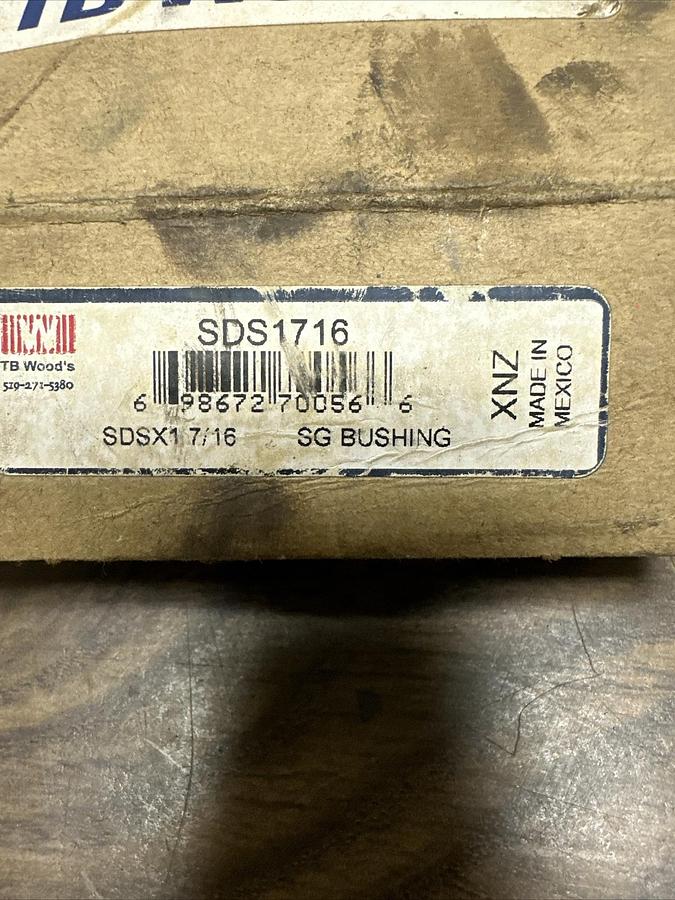 TB Wood's
519-271-5380
SDS1716
6 98672 70056 6
SDSX1 7/16 SG BUSHING
XNZ
MADE IN
MEXICO